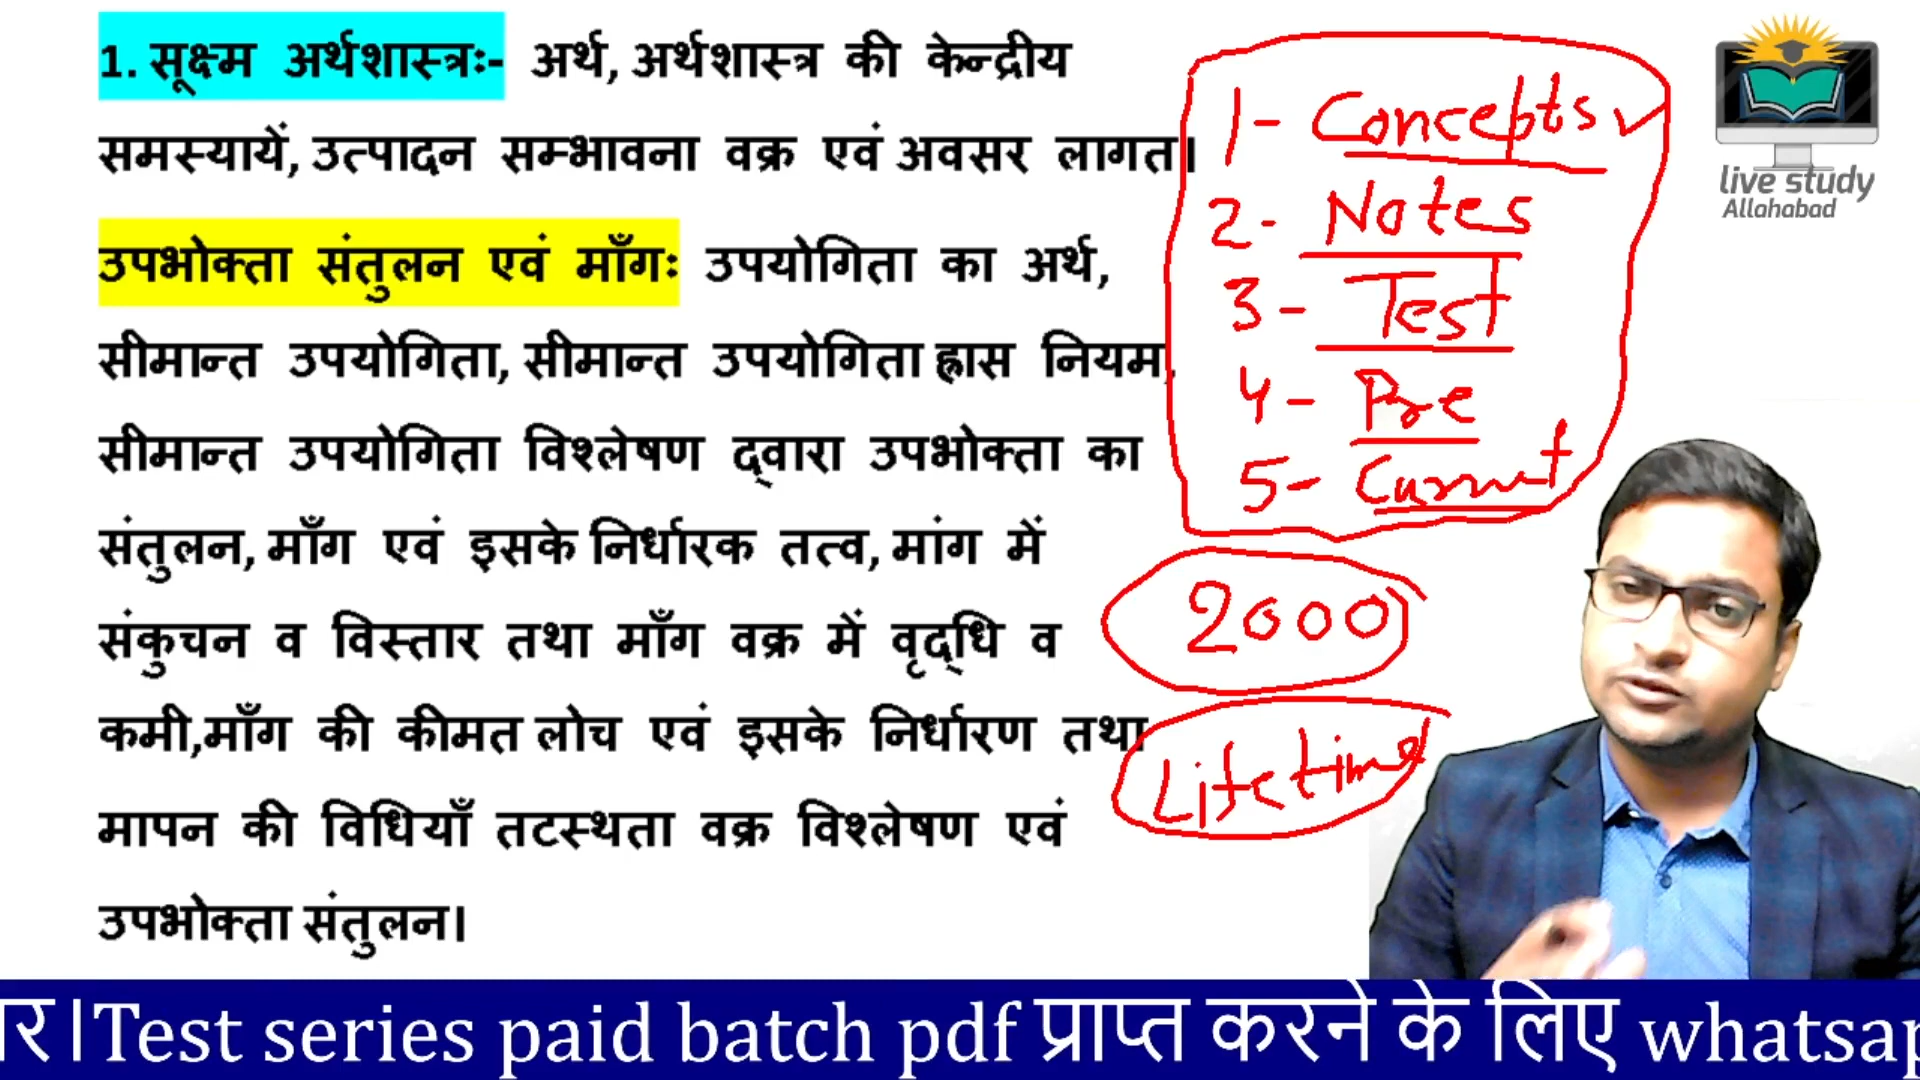 1. सूक्ष्म अर्थशास्त्रः- अर्थ, अर्थशास्त्र की केन्द्रीय
समस्यायें, उत्पादन सम्भावना वक्र एवं अवसर लागत।
उपभोक्ता संतुलन एवं माँगः उपयोगिता का अर्थ,
सीमान्त उपयोगिता, सीमान्त उपयोगिता ह्रास नियम,
सीमान्त उपयोगिता विश्लेषण द्वारा उपभोक्ता का
संतुलन, माँग एवं इसके निर्धारक तत्व, मांग में
संकुचन व विस्तार तथा माँग वक्र में वृद्धि व
कमी,माँग की कीमत लोच एवं इसके निर्धारण तथा
मापन की विधियाँ तटस्थता वक्र विश्लेषण एवं
उपभोक्ता संतुलन।
1- Concepts
2- Notes
3- Test
4- Pre
5- Current
2000
Lifetime
live study
Allahabad
र।Test series paid batch pdf प्राप्त करने के लिए whatsap